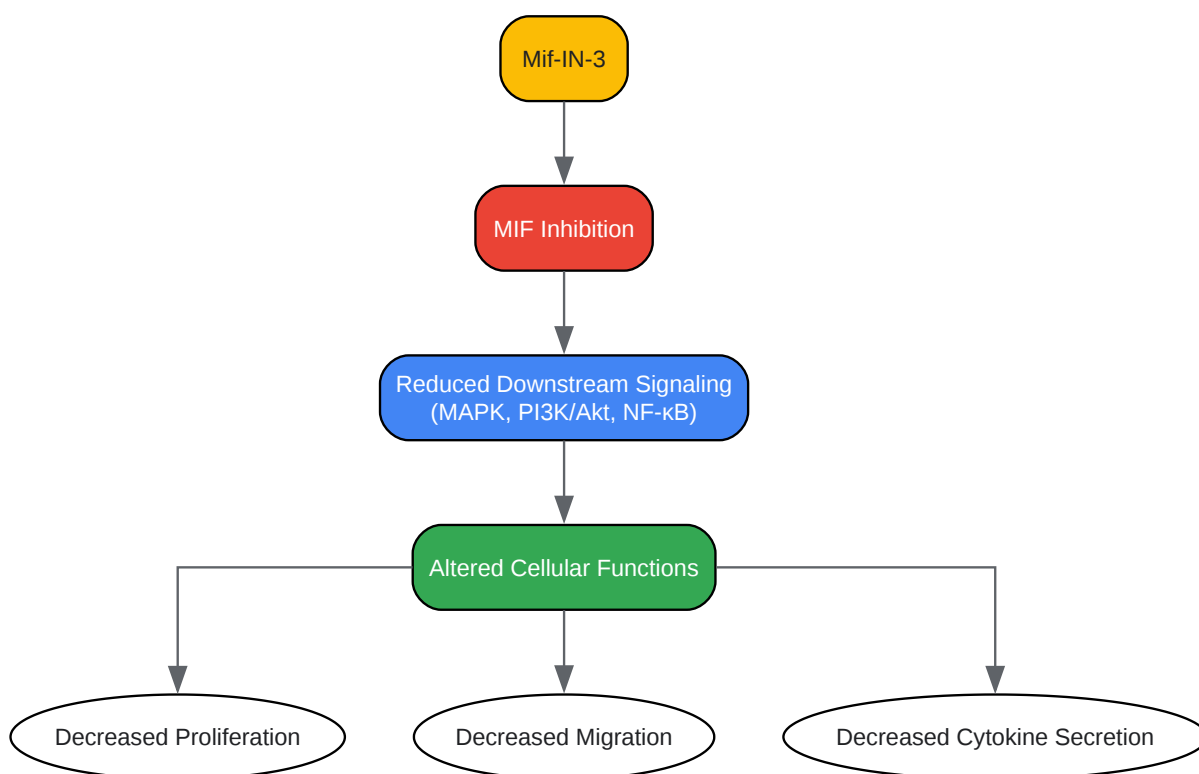 Mif-IN-3
MIF Inhibition
Reduced Downstream Signaling
(MAPK, PI3K/Akt, NF-κB)
Altered Cellular Functions
Decreased Proliferation
Decreased Migration
Decreased Cytokine Secretion